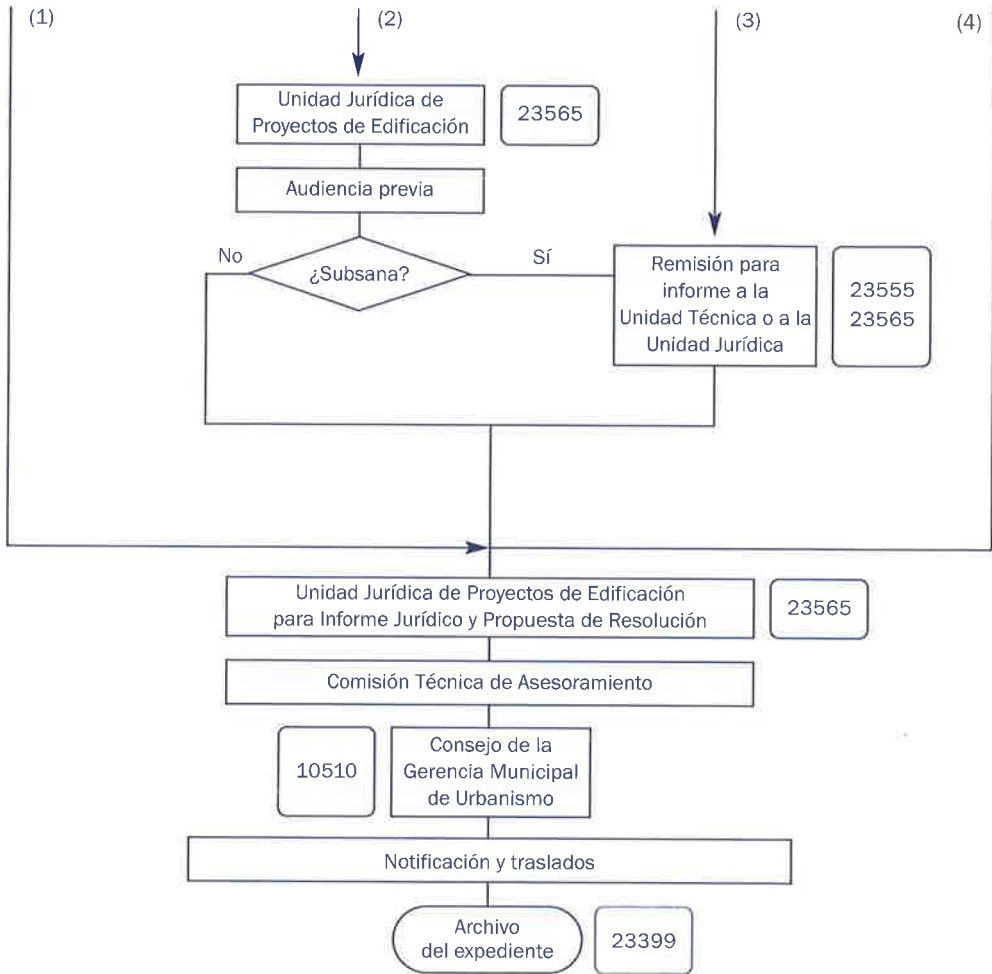 (1)
(2)
(3)
(4)
Unidad Jurídica de
Proyectos de Edificación
23565
Audiencia previa
No
¿Subsana?
Sí
Remisión para
informe a la
Unidad Técnica o a la
Unidad Jurídica
23555
23565
Unidad Jurídica de Proyectos de Edificación
para Informe Jurídico y Propuesta de Resolución
23565
Comisión Técnica de Asesoramiento
10510
Consejo de la
Gerencia Municipal
de Urbanismo
Notificación y traslados
Archivo
del expediente
23399